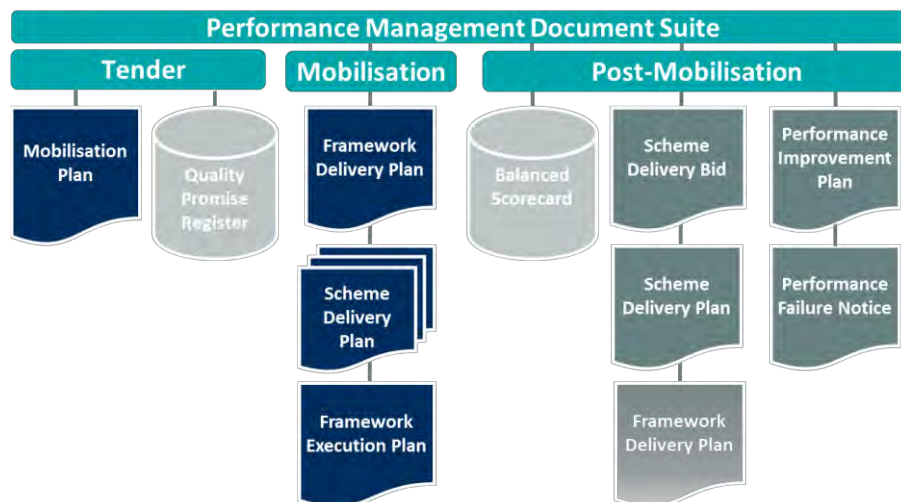 Performance Management Document Suite
Tender
Mobilisation
Post-Mobilisation
Mobilisation
Plan
Quality
Promise
Register
Framework
Delivery Plan
Scheme
Delivery
Plan
Framework
Execution Plan
Balanced
Scorecard
Scheme
Delivery Bid
Scheme
Delivery Plan
Framework
Delivery Plan
Performance
Improvement
Plan
Performance
Failure Notice